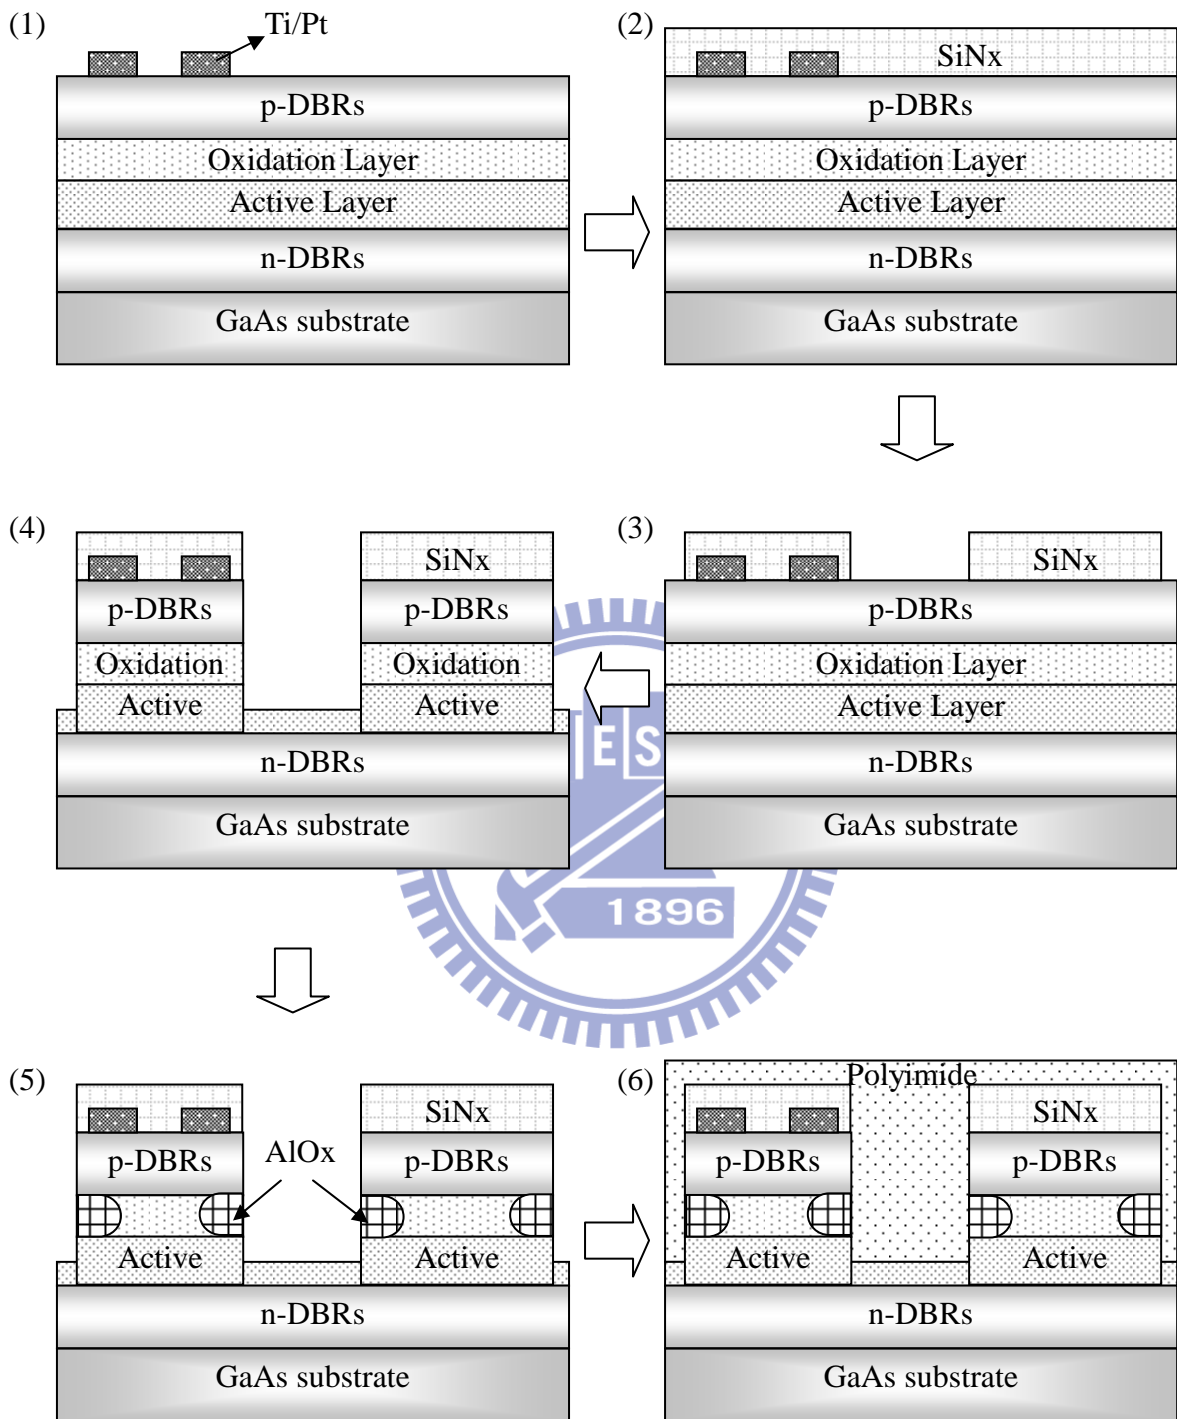 (1)
Ti/Pt
p-DBRs
Oxidation Layer
Active Layer
n-DBRs
GaAs substrate
(2)
SiNx
p-DBRs
Oxidation Layer
Active Layer
n-DBRs
GaAs substrate
(4)
SiNx
p-DBRs
p-DBRs
Oxidation
Oxidation
Active
Active
n-DBRs
GaAs substrate
(3)
SiNx
p-DBRs
Oxidation Layer
Active Layer
n-DBRs
GaAs substrate
ES
1896
(5)
SiNx
p-DBRs
AlOx
p-DBRs
Active
Active
n-DBRs
GaAs substrate
(6)
Polyimide
SiNx
p-DBRs
p-DBRs
Active
Active
n-DBRs
GaAs substrate